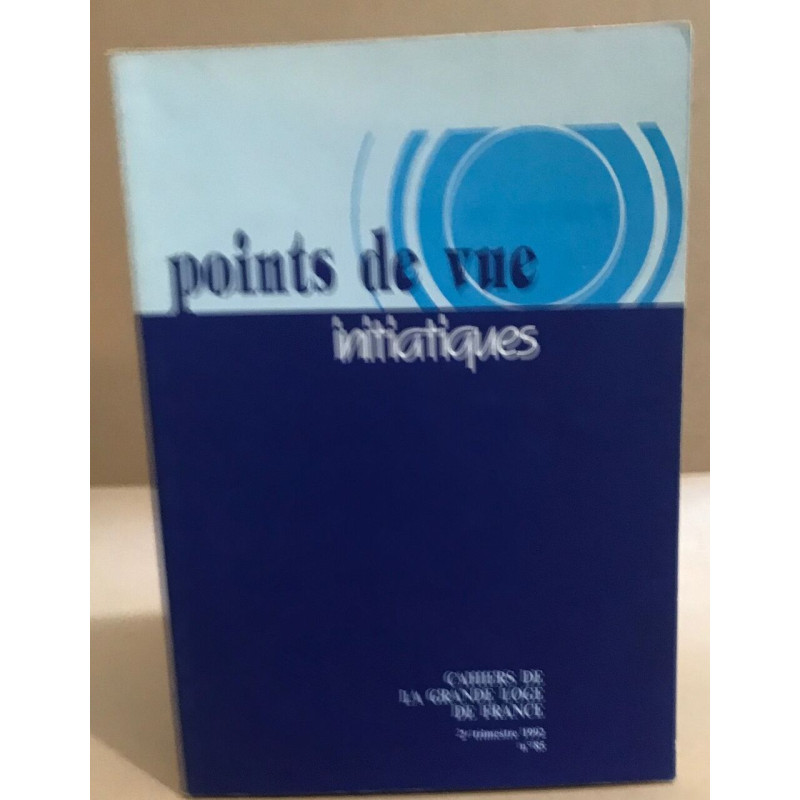 points de vue
initiatiques
CAHIERS DE
LA GRANDE LOGE
DE FRANCE
2e trimestre 1992
n° 85